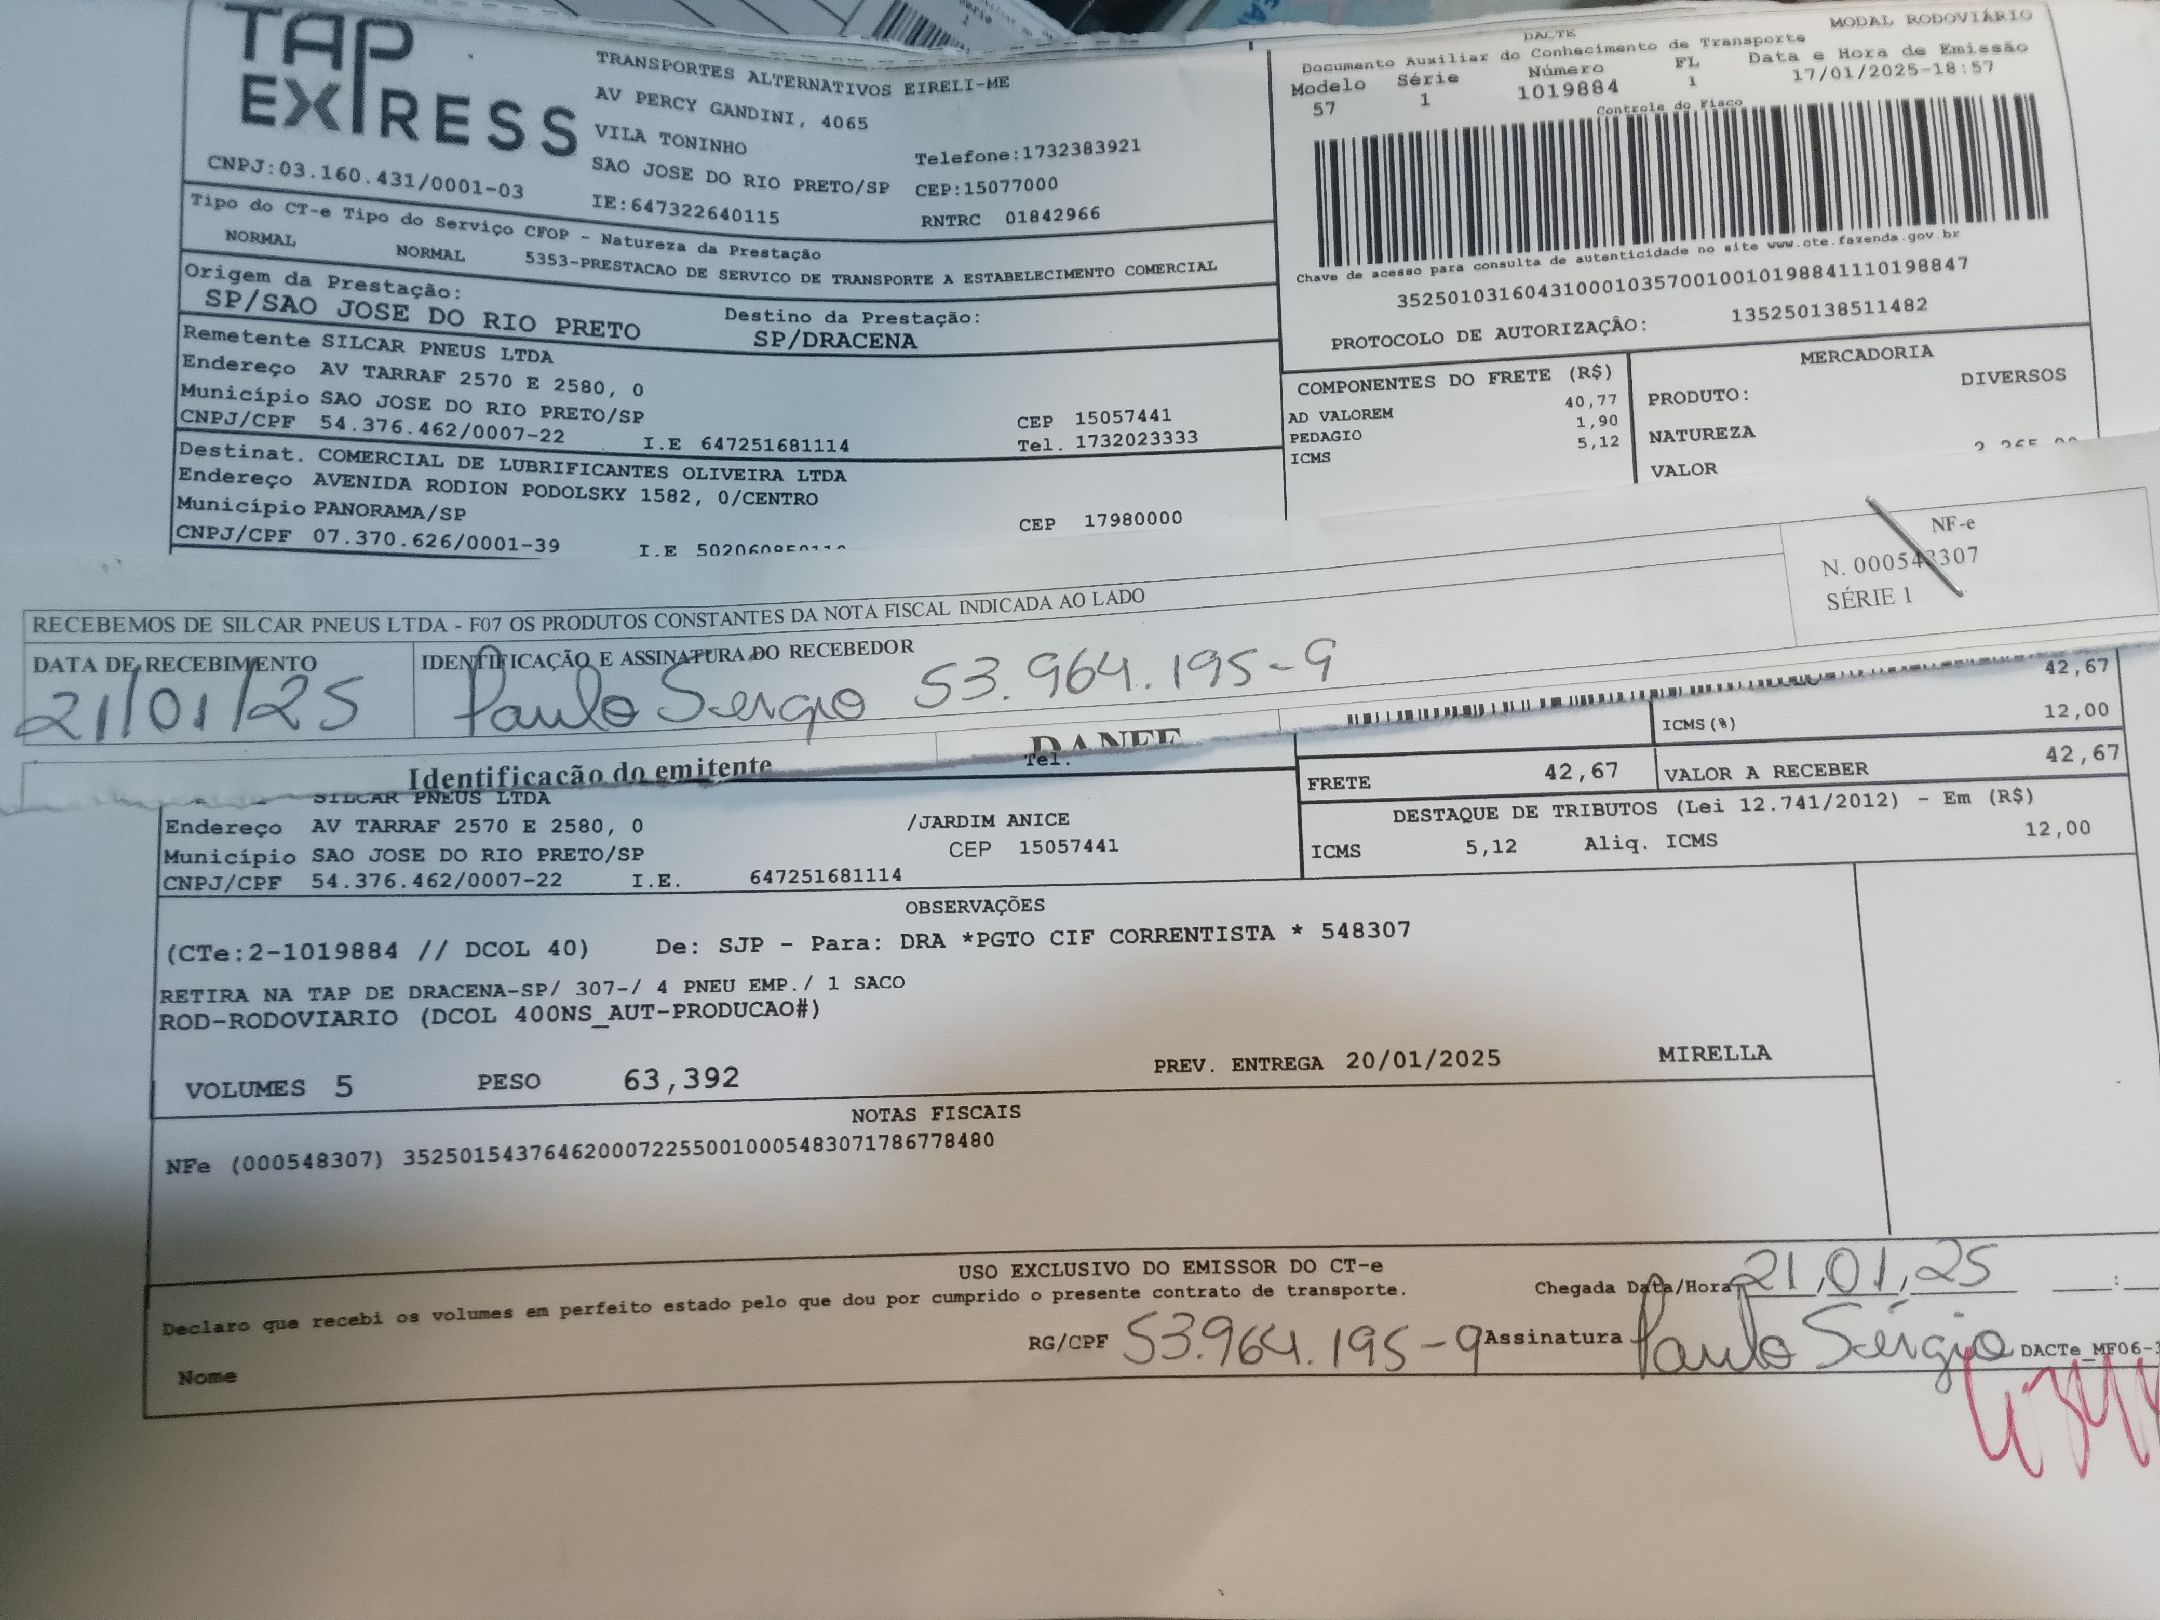 TAP
EXPRESS
TRANSPORTES ALTERNATIVOS EIRELI-ME
AV PERCY GANDINI, 4065
VILA TONINHO
SAO JOSE DO RIO PRETO/SP
IE:647322640115
Telefone:1732383921
CEP:15077000
RNTRC 01842966
CNPJ:03.160.431/0001-03
DACTE
MODAL RODOVIÁRIO
Documento Auxiliar do Conhecimento de Transporte
Modelo Série Número FL Data e Hora de Emissão
57 1 1019884 1 17/01/2025-18:57
Controle do Fisco
Chave de acesso para consulta de autenticidade no site www.cte.fazenda.gov.br
35250103160431000103570010010198841110198847
PROTOCOLO DE AUTORIZAÇÂO: 135250138511482
Tipo do CT-e Tipo do Serviço CFOP - Natureza da Prestação
NORMAL NORMAL 5353-PRESTACAO DE SERVICO DE TRANSPORTE A ESTABELECIMENTO COMERCIAL
Origem da Prestação:
SP/SAO JOSE DO RIO PRETO
Destino da Prestação:
SP/DRACENA
Remetente SILCAR PNEUS LTDA
Endereço AV TARRAF 2570 E 2580, 0
Município SAO JOSE DO RIO PRETO/SP CEP 15057441
CNPJ/CPF 54.376.462/0007-22 I.E 647251681114 Tel. 1732023333
Destinat. COMERCIAL DE LUBRIFICANTES OLIVEIRA LTDA
Endereço AVENIDA RODION PODOLSKY 1582, 0/CENTRO
Município PANORAMA/SP CEP 17980000
CNPJ/CPF 07.370.626/0001-39 I.E
COMPONENTES DO FRETE (R$)
AD VALOREM 40,77
PEDAGIO 1,90
ICMS 5,12
MERCADORIA
PRODUTO: DIVERSOS
NATUREZA
VALOR
NF-e
N. 000548307
SÉRIE 1
RECEBEMOS DE SILCAR PNEUS LTDA - F07 OS PRODUTOS CONSTANTES DA NOTA FISCAL INDICADA AO LADO
DATA DE RECEBIMENTO
21/01/25
IDENTIFICAÇÃO E ASSINATURA DO RECEBEDOR
Paulo Sergio 53.964.195-9
Identificacão do emitente
DANFE
Tel.
42,67
ICMS(%) 12,00
FRETE 42,67 VALOR A RECEBER 42,67
DESTAQUE DE TRIBUTOS (Lei 12.741/2012) - Em (R$)
ICMS 5,12 Aliq. ICMS 12,00
SILCAR PNEUS LTDA
Endereço AV TARRAF 2570 E 2580, 0 /JARDIM ANICE
Município SAO JOSE DO RIO PRETO/SP CEP 15057441
CNPJ/CPF 54.376.462/0007-22 I.E. 647251681114
OBSERVAÇÕES
(CTe:2-1019884 // DCOL 40) De: SJP - Para: DRA *PGTO CIF CORRENTISTA * 548307
RETIRA NA TAP DE DRACENA-SP/ 307-/ 4 PNEU EMP./ 1 SACO
ROD-RODOVIARIO (DCOL 400NS_AUT-PRODUCAO#)
VOLUMES 5 PESO 63,392 PREV. ENTREGA 20/01/2025 MIRELLA
NOTAS FISCAIS
NFe (000548307) 35250154376462000722550010005483071786778480
USO EXCLUSIVO DO EMISSOR DO CT-e
Declaro que recebi os volumes em perfeito estado pelo que dou por cumprido o presente contrato de transporte.
Chegada Data/Hora 21,01,25 :
Nome RG/CPF 53.964.195-9 Assinatura Paulo Sérgio
DACTe_MF06-